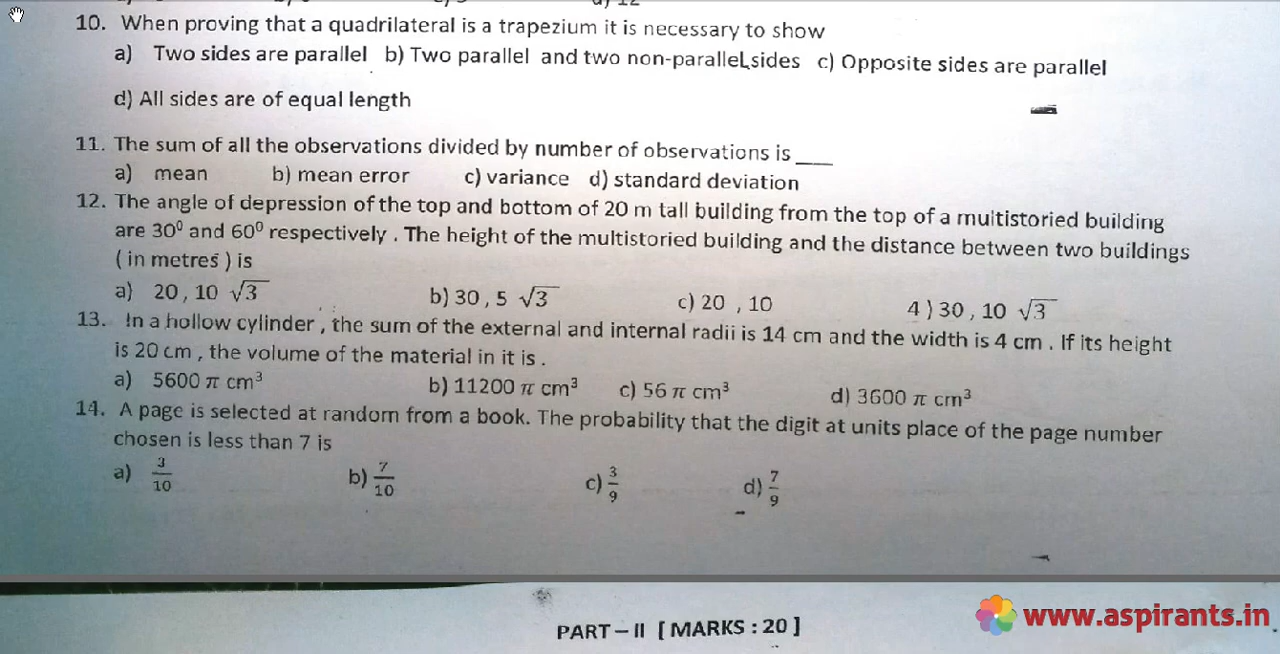 10. When proving that a quadrilateral is a trapezium it is necessary to show
a) Two sides are parallel b) Two parallel and two non-parallel sides c) Opposite sides are parallel
d) All sides are of equal length
11. The sum of all the observations divided by number of observations is ____
a) mean b) mean error c) variance d) standard deviation
12. The angle of depression of the top and bottom of 20 m tall building from the top of a multistoried building
are 30⁰ and 60⁰ respectively . The height of the multistoried building and the distance between two buildings
( in metres ) is
a) 20 , 10 √3 b) 30 , 5 √3 c) 20 , 10 4 ) 30 , 10 √3
13. In a hollow cylinder , the sum of the external and internal radii is 14 cm and the width is 4 cm . If its height
is 20 cm , the volume of the material in it is .
a) 5600 π cm³ b) 11200 π cm³ c) 56 π cm³ d) 3600 π cm³
14. A page is selected at random from a book. The probability that the digit at units place of the page number
chosen is less than 7 is
a) 3/10 b) 7/10 c) 3/9 d) 7/9
www.aspirants.in
PART – II [ MARKS : 20 ]